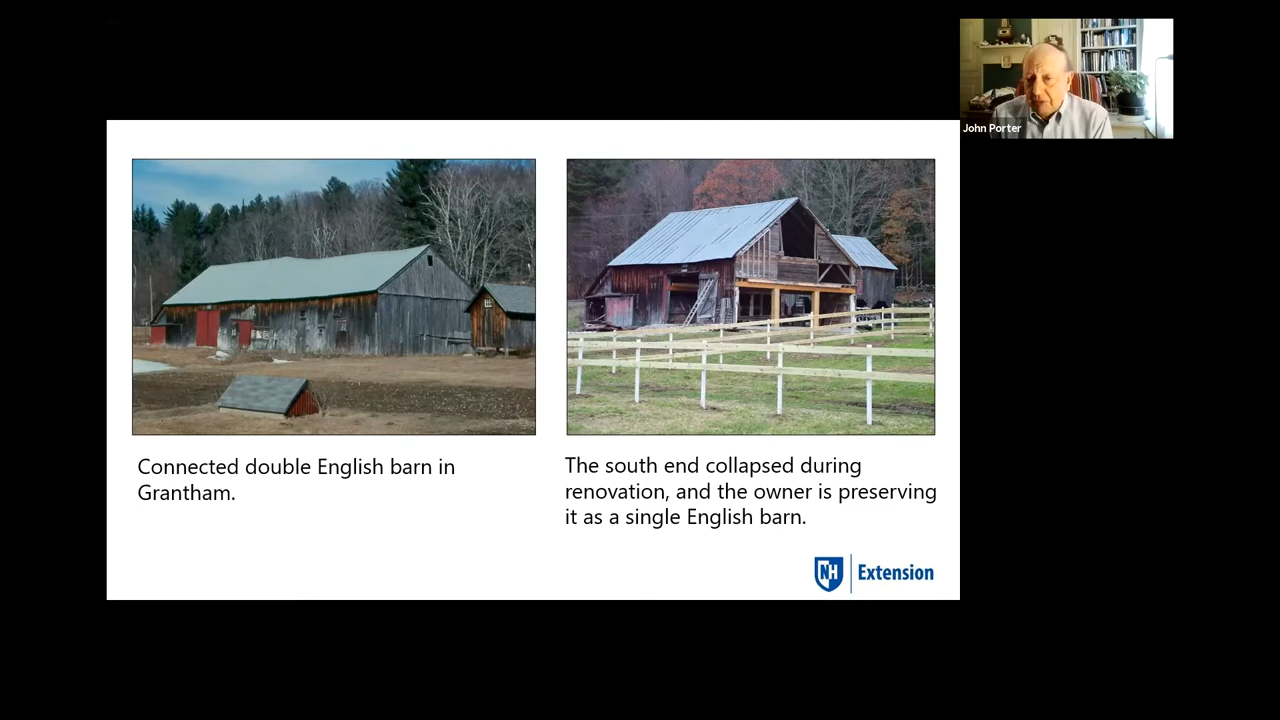 John Porter
Connected double English barn in
Grantham.
The south end collapsed during
renovation, and the owner is preserving
it as a single English barn.
NH Extension